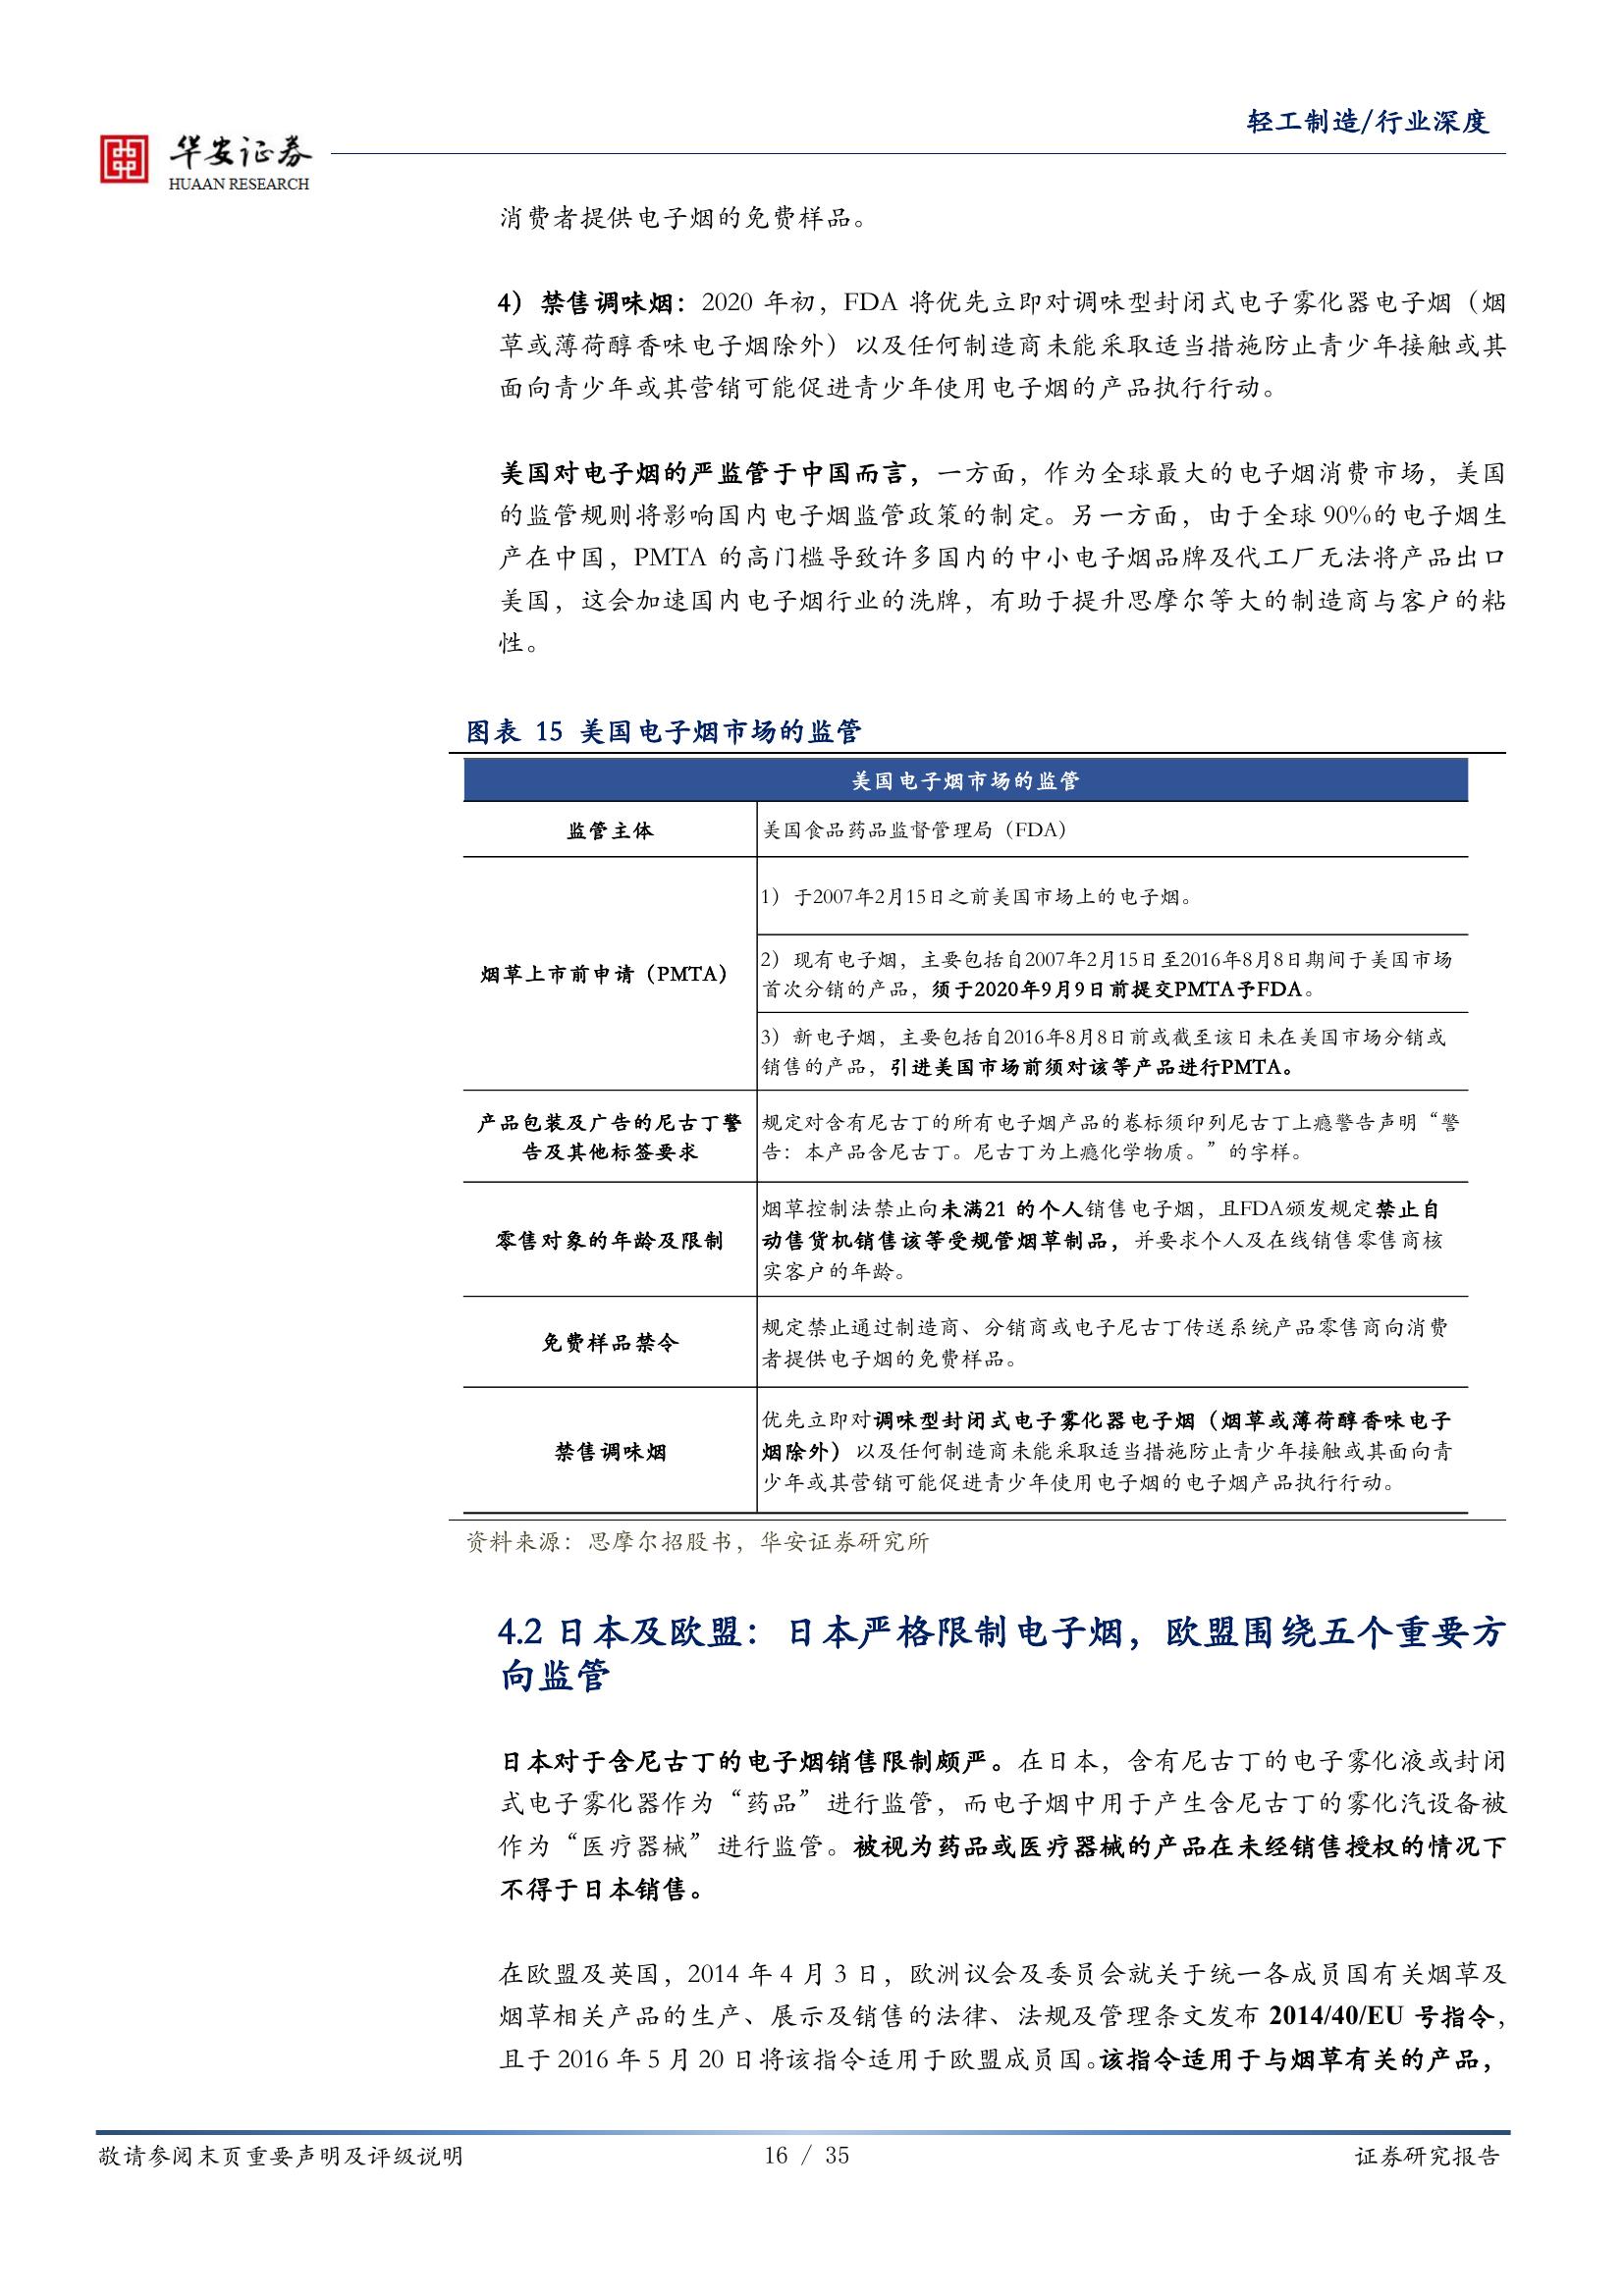 轻工制造/行业深度
华安证券
HUAAN RESEARCH
消费者提供电子烟的免费样品。
4）禁售调味烟：2020 年初，FDA 将优先立即对调味型封闭式电子雾化器电子烟（烟
草或薄荷醇香味电子烟除外）以及任何制造商未能采取适当措施防止青少年接触或其
面向青少年或其营销可能促进青少年使用电子烟的产品执行行动。
美国对电子烟的严监管于中国而言，一方面，作为全球最大的电子烟消费市场，美国
的监管规则将影响国内电子烟监管政策的制定。另一方面，由于全球 90%的电子烟生
产在中国，PMTA 的高门槛导致许多国内的中小电子烟品牌及代工厂无法将产品出口
美国，这会加速国内电子烟行业的洗牌，有助于提升思摩尔等大的制造商与客户的粘
性。
图表 15 美国电子烟市场的监管
美国电子烟市场的监管
监管主体
美国食品药品监督管理局（FDA）
烟草上市前申请（PMTA）
1）于2007年2月15日之前美国市场上的电子烟。
2）现有电子烟，主要包括自2007年2月15日至2016年8月8日期间于美国市场
首次分销的产品，须于2020年9月9日前提交PMTA予FDA。
3）新电子烟，主要包括自2016年8月8日前或截至该日未在美国市场分销或
销售的产品，引进美国市场前须对该等产品进行PMTA。
产品包装及广告的尼古丁警
告及其他标签要求
规定对含有尼古丁的所有电子烟产品的卷标须印列尼古丁上瘾警告声明“警
告：本产品含尼古丁。尼古丁为上瘾化学物质。”的字样。
零售对象的年龄及限制
烟草控制法禁止向未满21 的个人销售电子烟，且FDA颁发规定禁止自
动售货机销售该等受规管烟草制品，并要求个人及在线销售零售商核
实客户的年龄。
免费样品禁令
规定禁止通过制造商、分销商或电子尼古丁传送系统产品零售商向消费
者提供电子烟的免费样品。
禁售调味烟
优先立即对调味型封闭式电子雾化器电子烟（烟草或薄荷醇香味电子
烟除外）以及任何制造商未能采取适当措施防止青少年接触或其面向青
少年或其营销可能促进青少年使用电子烟的电子烟产品执行行动。
资料来源：思摩尔招股书，华安证券研究所
4.2 日本及欧盟：日本严格限制电子烟，欧盟围绕五个重要方
向监管
日本对于含尼古丁的电子烟销售限制颇严。在日本，含有尼古丁的电子雾化液或封闭
式电子雾化器作为“药品”进行监管，而电子烟中用于产生含尼古丁的雾化汽设备被
作为“医疗器械”进行监管。被视为药品或医疗器械的产品在未经销售授权的情况下
不得于日本销售。
在欧盟及英国，2014 年 4 月 3 日，欧洲议会及委员会就关于统一各成员国有关烟草及
烟草相关产品的生产、展示及销售的法律、法规及管理条文发布 2014/40/EU 号指令，
且于 2016 年 5 月 20 日将该指令适用于欧盟成员国。该指令适用于与烟草有关的产品，
敬请参阅末页重要声明及评级说明
16 / 35
证券研究报告